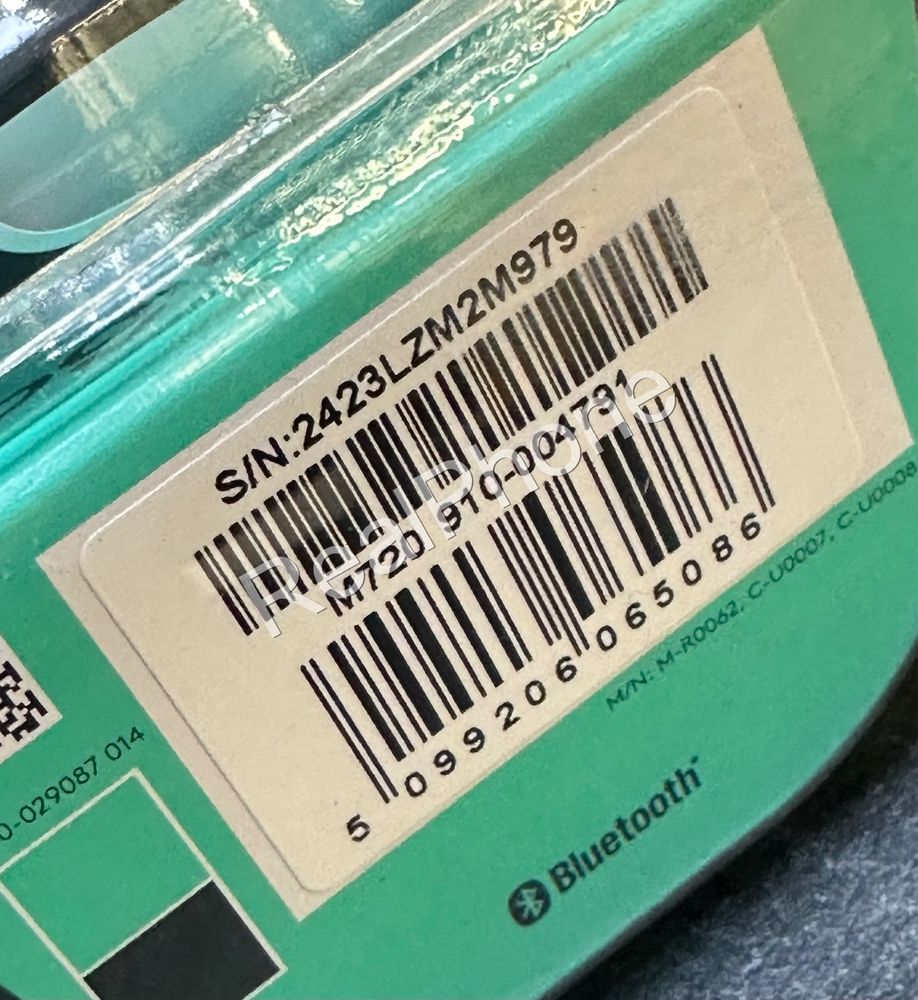 S/N:2423LZM2M979
M720 910-004791
RealPhone
5 099206 065086
M/N: M-R0062, C-U0007, C-U0008
0-029087 014
Bluetooth